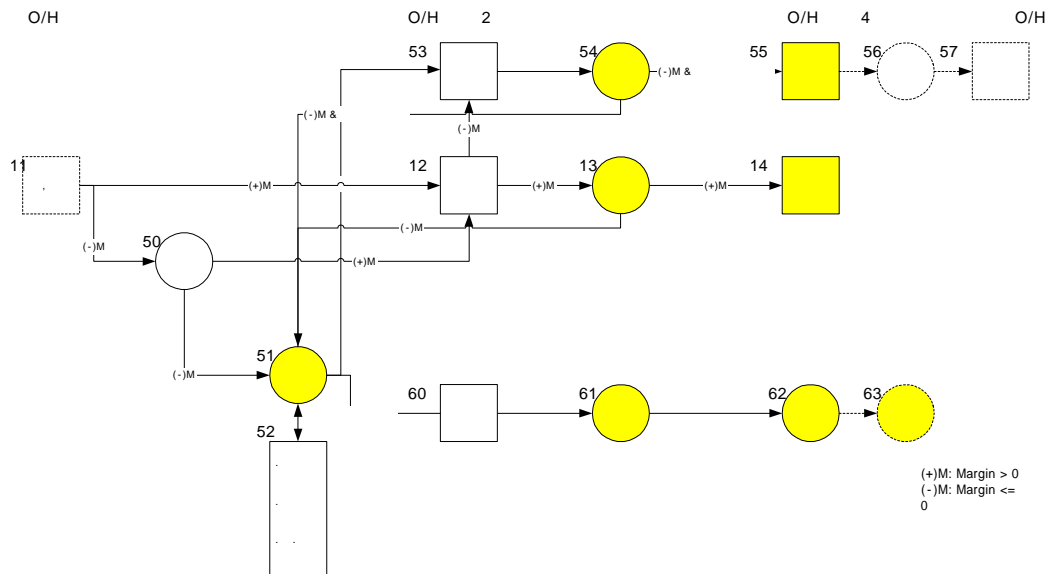 O/H O/H 2 O/H 4 O/H
53 54 55 56 57
(-)M &
(-)M &
(-)M
11 12 13 14
,
(+)M (+)M (+)M
(-)M
(-)M 50
(+)M
51
(-)M
60 61 62 63
52
.
.
. .
(+)M: Margin > 0
(-)M: Margin <=
0